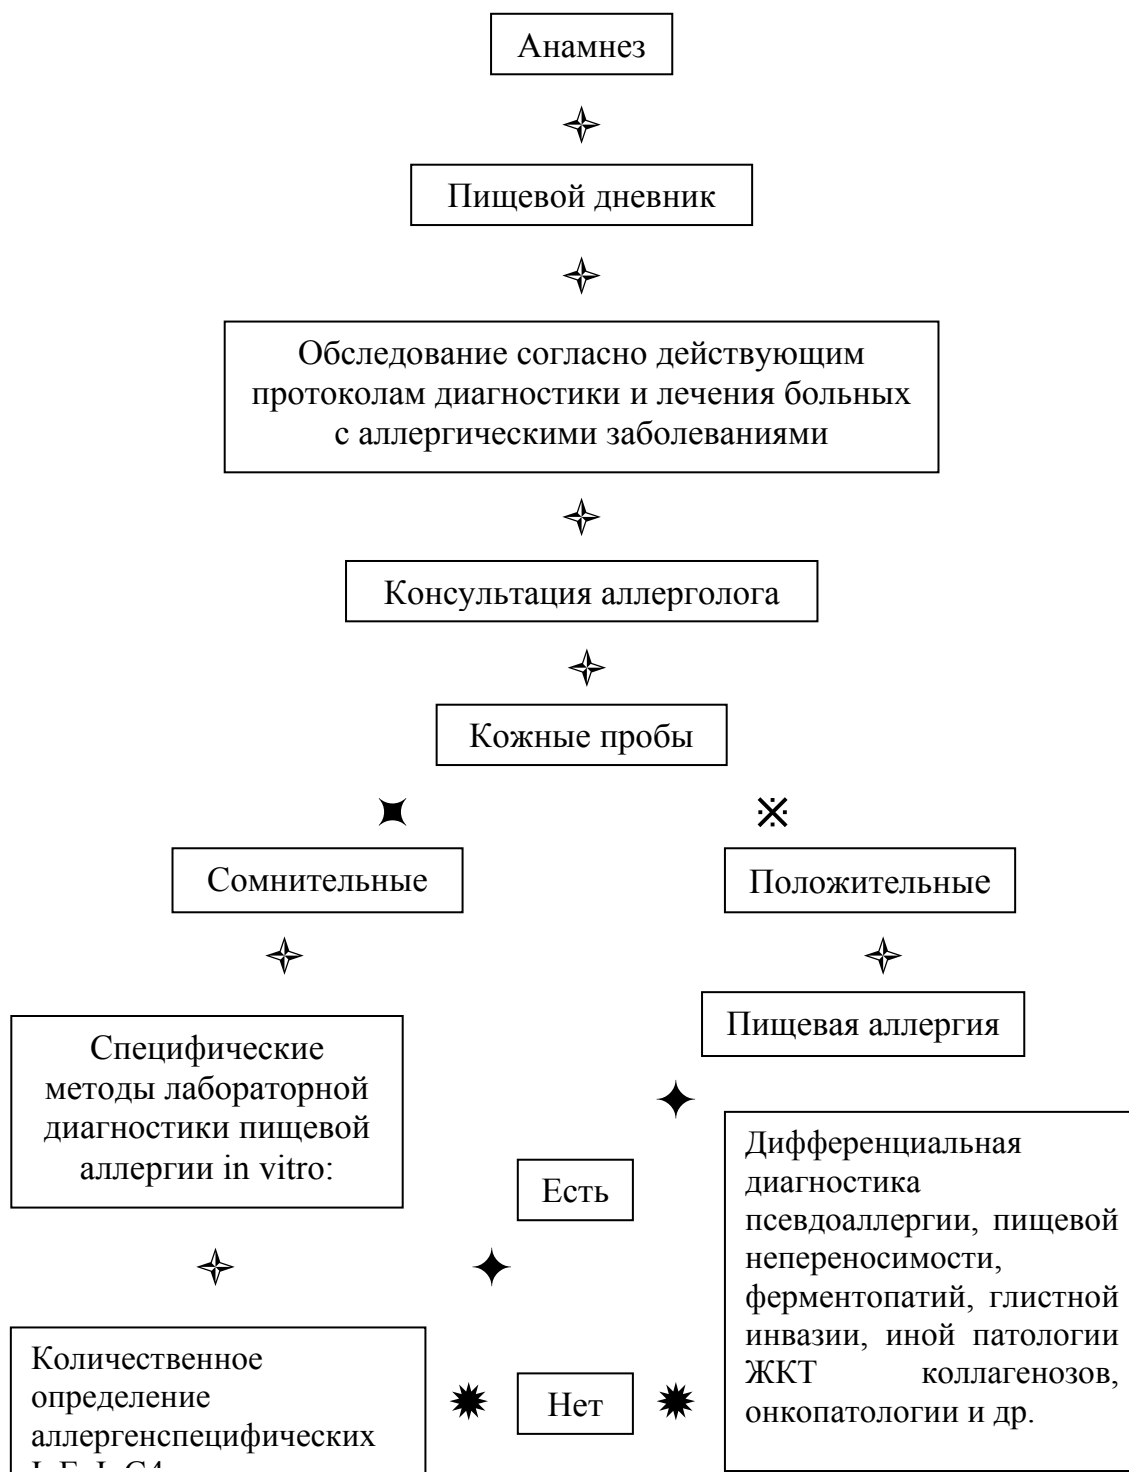 Анамнез
Пищевой дневник
Обследование согласно действующим
протоколам диагностики и лечения больных
с аллергическими заболеваниями
Консультация аллерголога
Кожные пробы
Сомнительные
Положительные
Специфические
методы лабораторной
диагностики пищевой
аллергии in vitro:
Пищевая аллергия
Есть
Дифференциальная
диагностика
псевдоаллергии, пищевой
непереносимости,
ферментопатий, глистной
инвазии, иной патологии
ЖКТ коллагенозов,
онкопатологии и др.
Количественное
определение
аллергенспецифических
Нет